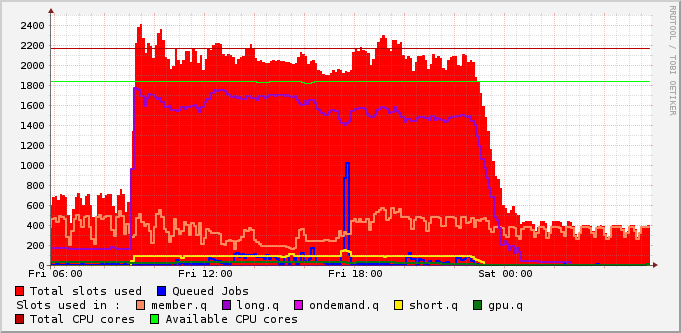 2400
2200
2000
1800
1600
1400
1200
1000
800
600
400
200
0
Fri 06:00 Fri 12:00 Fri 18:00 Sat 00:00
Total slots used Queued Jobs
Slots used in : member.q long.q ondemand.q short.q gpu.q
Total CPU cores Available CPU cores
RRDTOOL / TOBI OETIKER